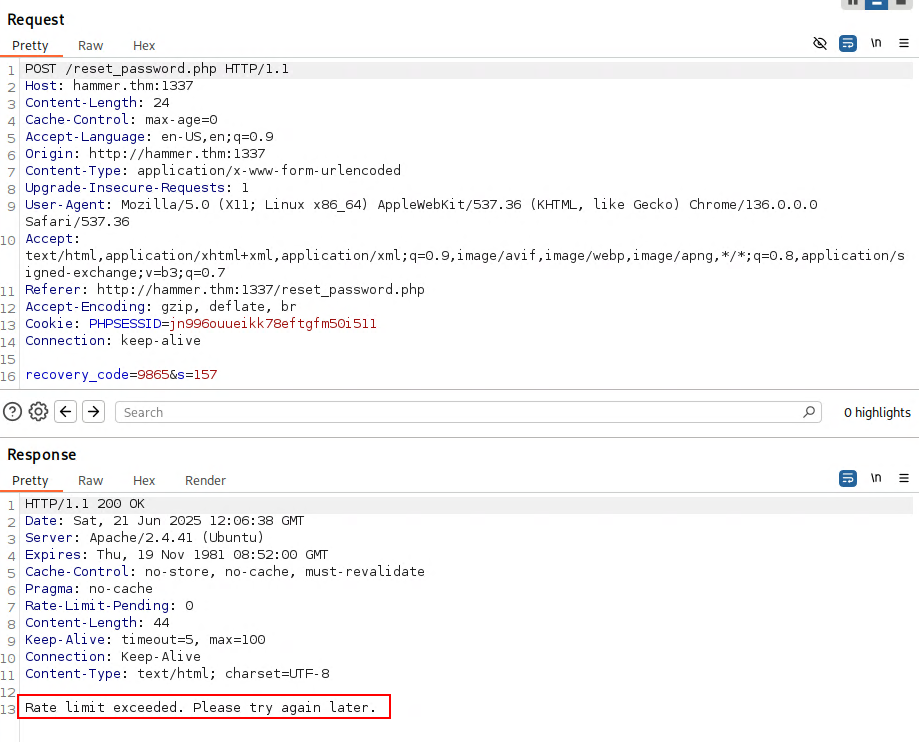 Request
Pretty Raw Hex
\n
1 POST /reset_password.php HTTP/1.1
2 Host: hammer.thm:1337
3 Content-Length: 24
4 Cache-Control: max-age=0
5 Accept-Language: en-US,en;q=0.9
6 Origin: http://hammer.thm:1337
7 Content-Type: application/x-www-form-urlencoded
8 Upgrade-Insecure-Requests: 1
9 User-Agent: Mozilla/5.0 (X11; Linux x86_64) AppleWebKit/537.36 (KHTML, like Gecko) Chrome/136.0.0.0
Safari/537.36
10 Accept:
text/html,application/xhtml+xml,application/xml;q=0.9,image/avif,image/webp,image/apng,*/*;q=0.8,application/s
igned-exchange;v=b3;q=0.7
11 Referer: http://hammer.thm:1337/reset_password.php
12 Accept-Encoding: gzip, deflate, br
13 Cookie: PHPSESSID=jn996ouueikk78eftgfm50i5ll
14 Connection: keep-alive
15
16 recovery_code=9865&s=157
Search
0 highlights
Response
Pretty Raw Hex Render
\n
1 HTTP/1.1 200 OK
2 Date: Sat, 21 Jun 2025 12:06:38 GMT
3 Server: Apache/2.4.41 (Ubuntu)
4 Expires: Thu, 19 Nov 1981 08:52:00 GMT
5 Cache-Control: no-store, no-cache, must-revalidate
6 Pragma: no-cache
7 Rate-Limit-Pending: 0
8 Content-Length: 44
9 Keep-Alive: timeout=5, max=100
10 Connection: Keep-Alive
11 Content-Type: text/html; charset=UTF-8
12
13 Rate limit exceeded. Please try again later.